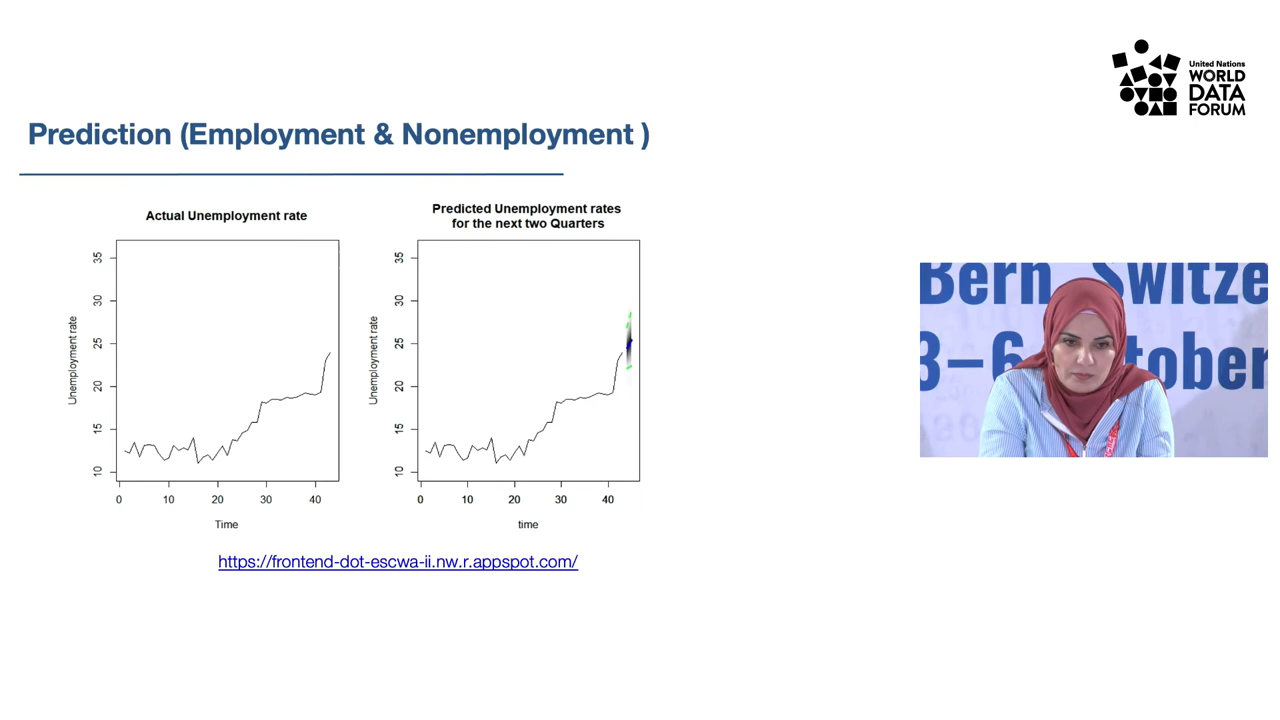 United Nations
WORLD
DATA
FORUM
Prediction (Employment & Nonemployment )
Actual Unemployment rate
Unemployment rate
35
30
25
20
15
10
0 10 20 30 40
Time
Predicted Unemployment rates
for the next two Quarters
Unemployment rate
35
30
25
20
15
10
0 10 20 30 40
time
https://frontend-dot-escwa-ii.nw.r.appspot.com/
Bern, Switze
3–6
tober